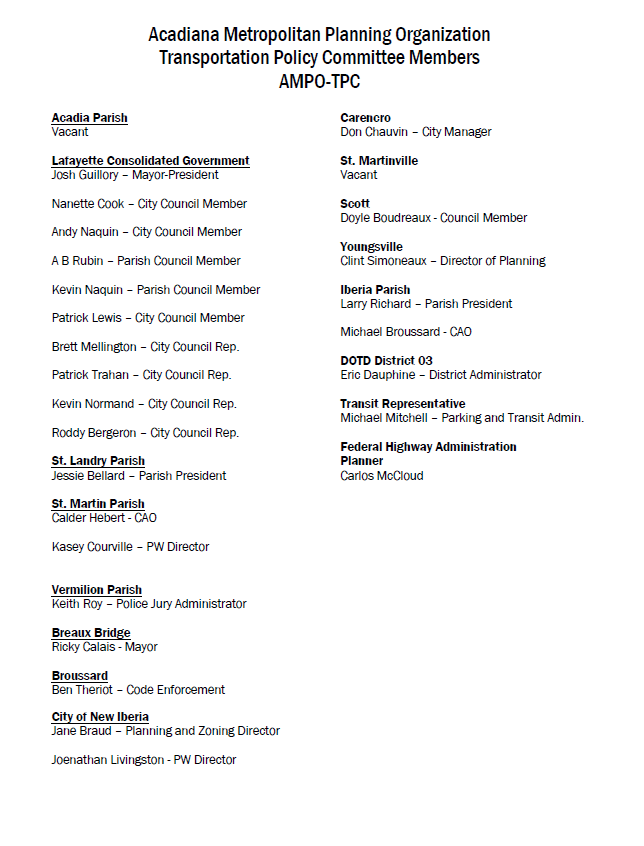 Acadiana Metropolitan Planning Organization
Transportation Policy Committee Members
AMPO-TPC
Acadia Parish
Vacant
Lafayette Consolidated Government
Josh Guillory – Mayor-President
Nanette Cook – City Council Member
Andy Naquin – City Council Member
A B Rubin – Parish Council Member
Kevin Naquin – Parish Council Member
Patrick Lewis – City Council Member
Brett Mellington – City Council Rep.
Patrick Trahan – City Council Rep.
Kevin Normand – City Council Rep.
Roddy Bergeron – City Council Rep.
St. Landry Parish
Jessie Bellard – Parish President
St. Martin Parish
Calder Hebert - CAO
Kasey Courville – PW Director
Vermilion Parish
Keith Roy – Police Jury Administrator
Breaux Bridge
Ricky Calais - Mayor
Broussard
Ben Theriot – Code Enforcement
City of New Iberia
Jane Braud – Planning and Zoning Director
Joenathan Livingston - PW Director
Carencro
Don Chauvin – City Manager
St. Martinville
Vacant
Scott
Doyle Boudreaux - Council Member
Youngsville
Clint Simoneaux – Director of Planning
Iberia Parish
Larry Richard – Parish President
Michael Broussard - CAO
DOTD District 03
Eric Dauphine – District Administrator
Transit Representative
Michael Mitchell – Parking and Transit Admin.
Federal Highway Administration
Planner
Carlos McCloud